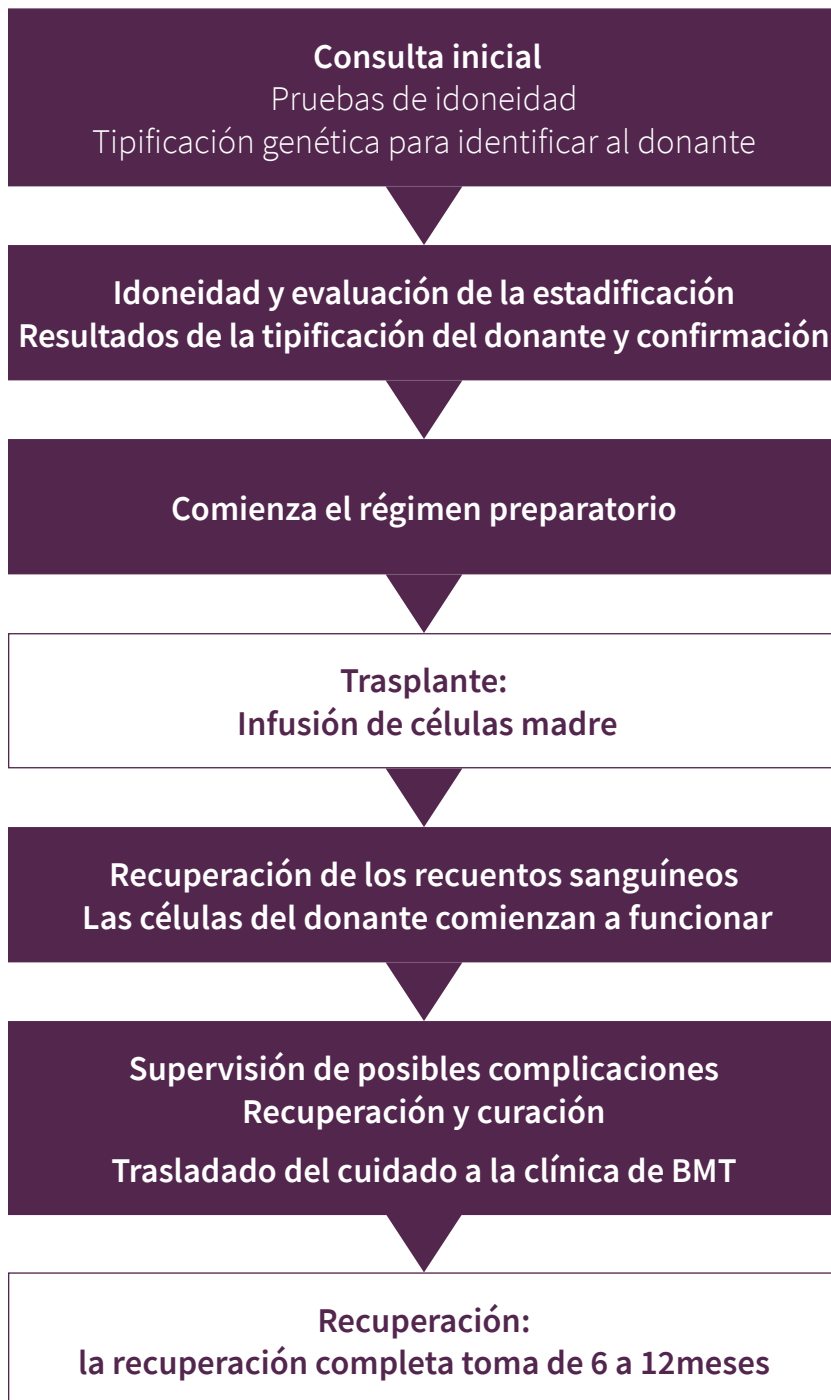 Consulta inicial
Pruebas de idoneidad
Tipificación genética para identificar al donante
Idoneidad y evaluación de la estadificación
Resultados de la tipificación del donante y confirmación
Comienza el régimen preparatorio
Trasplante:
Infusión de células madre
Recuperación de los recuentos sanguíneos
Las células del donante comienzan a funcionar
Supervisión de posibles complicaciones
Recuperación y curación
Trasladado del cuidado a la clínica de BMT
Recuperación:
la recuperación completa toma de 6 a 12meses